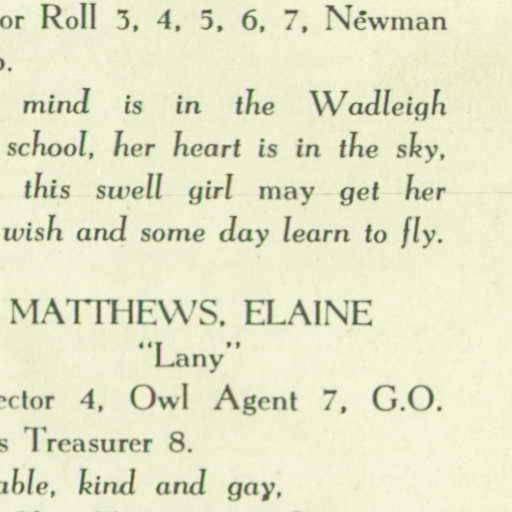 or Roll 3, 4, 5, 6, 7, Newman
mind is in the Wadleigh
school, her heart is in the sky,
this swell girl may get her
wish and some day learn to fly.
MATTHEWS, ELAINE
"Lany"
ector 4, Owl Agent 7, G.O.
s Treasurer 8.
able, kind and gay,